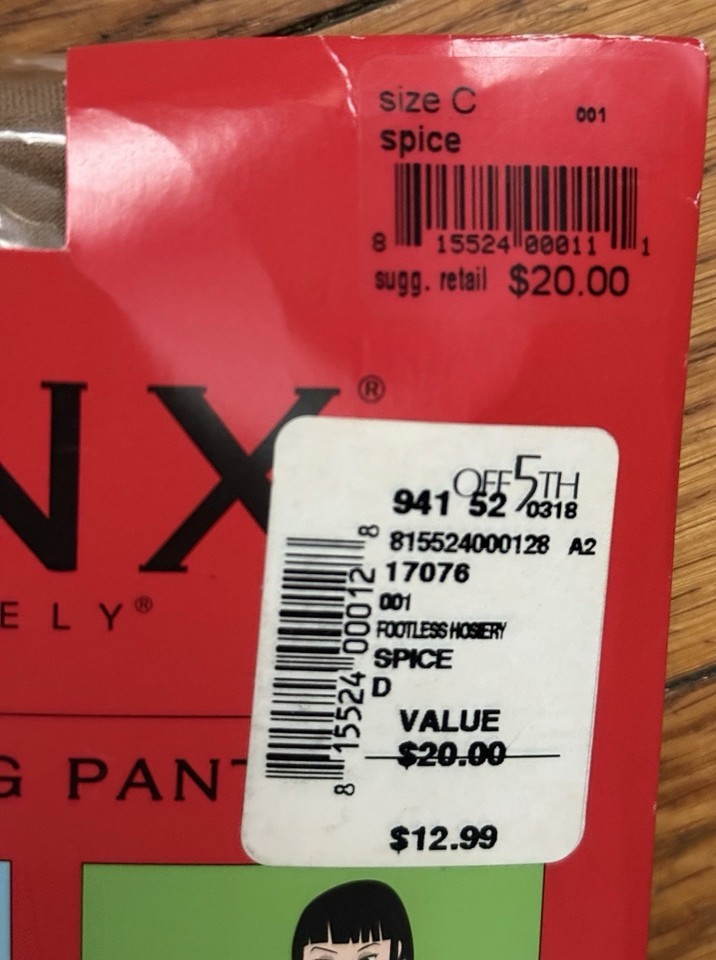 size C
001
spice
8 15524 00011 1
sugg. retail $20.00
NX®
ELY®
G PANT
OFF 5TH
941 52 0318
815524000128 A2
17076
001
FOOTLESS HOSIERY
SPICE
D
VALUE
$20.00
$12.99
8 15524 00012 8